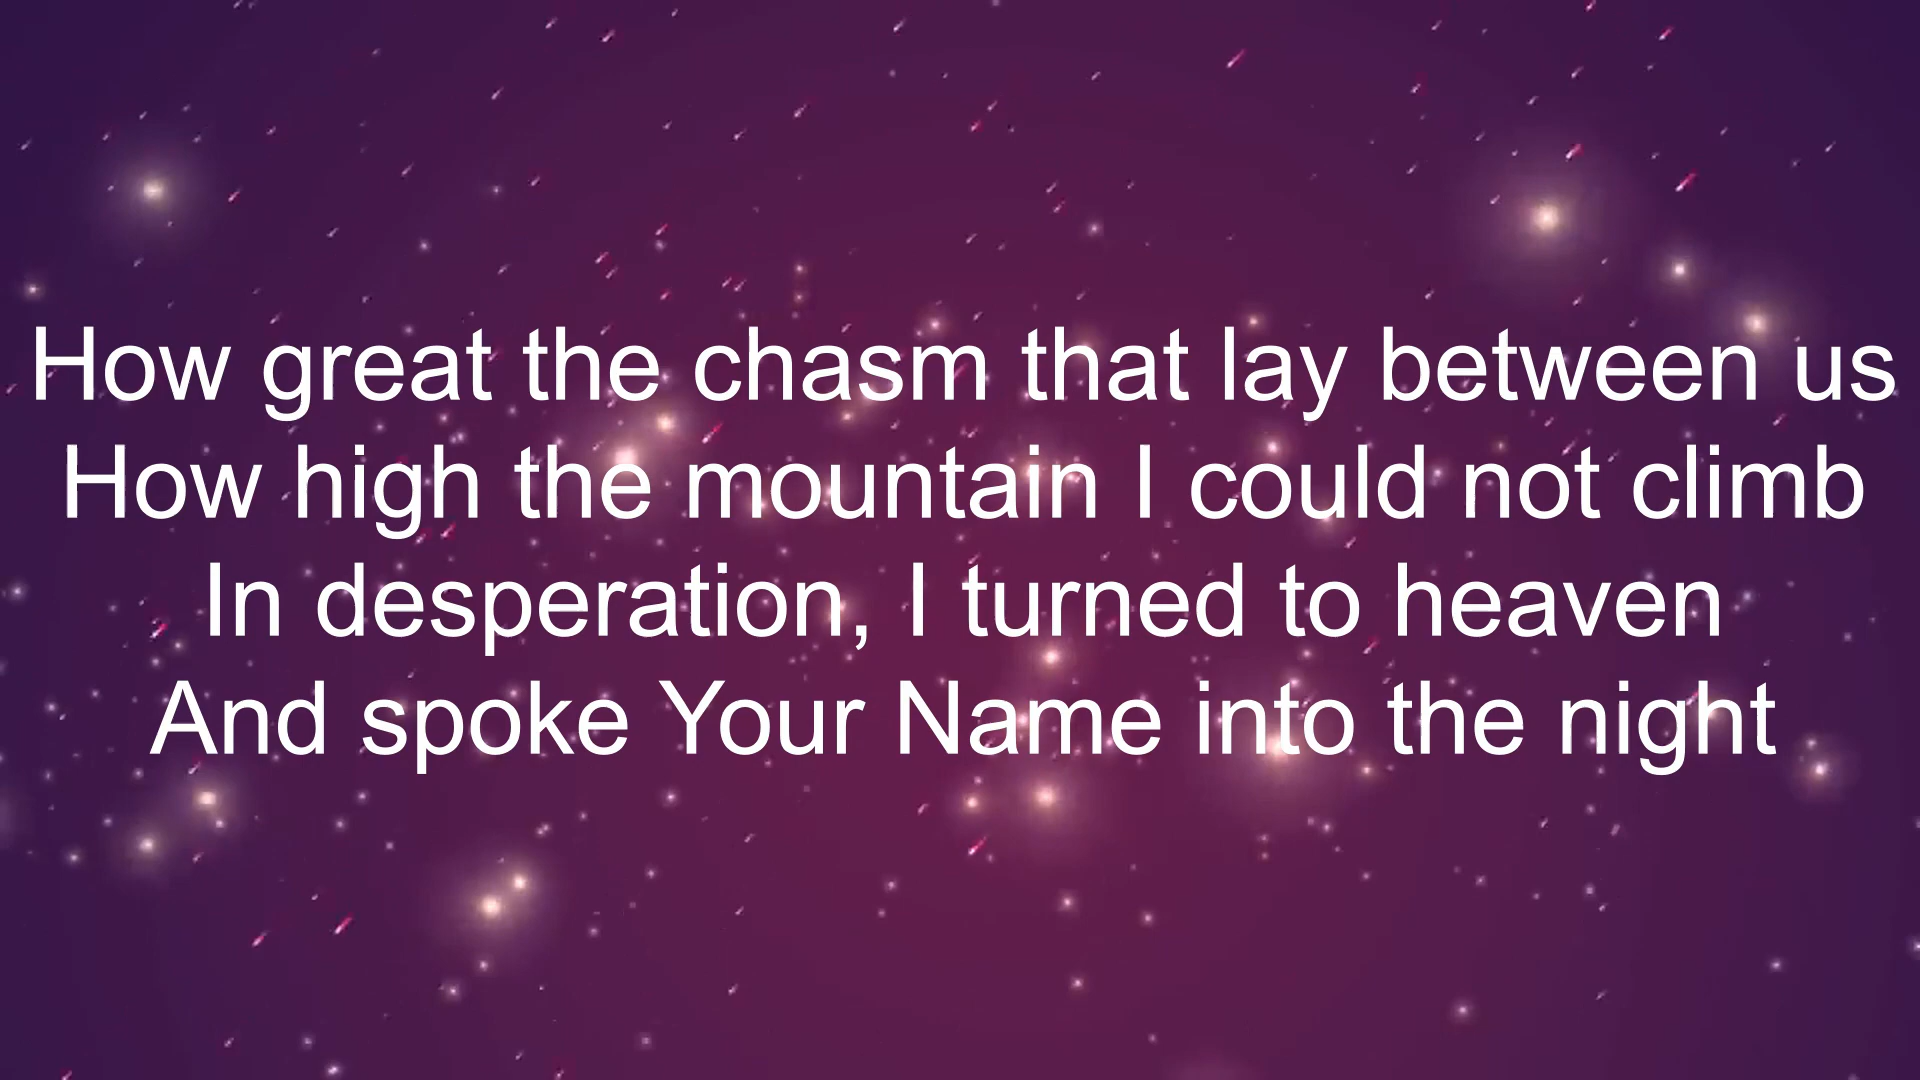 How great the chasm that lay between us
How high the mountain I could not climb
In desperation, I turned to heaven
And spoke Your Name into the night